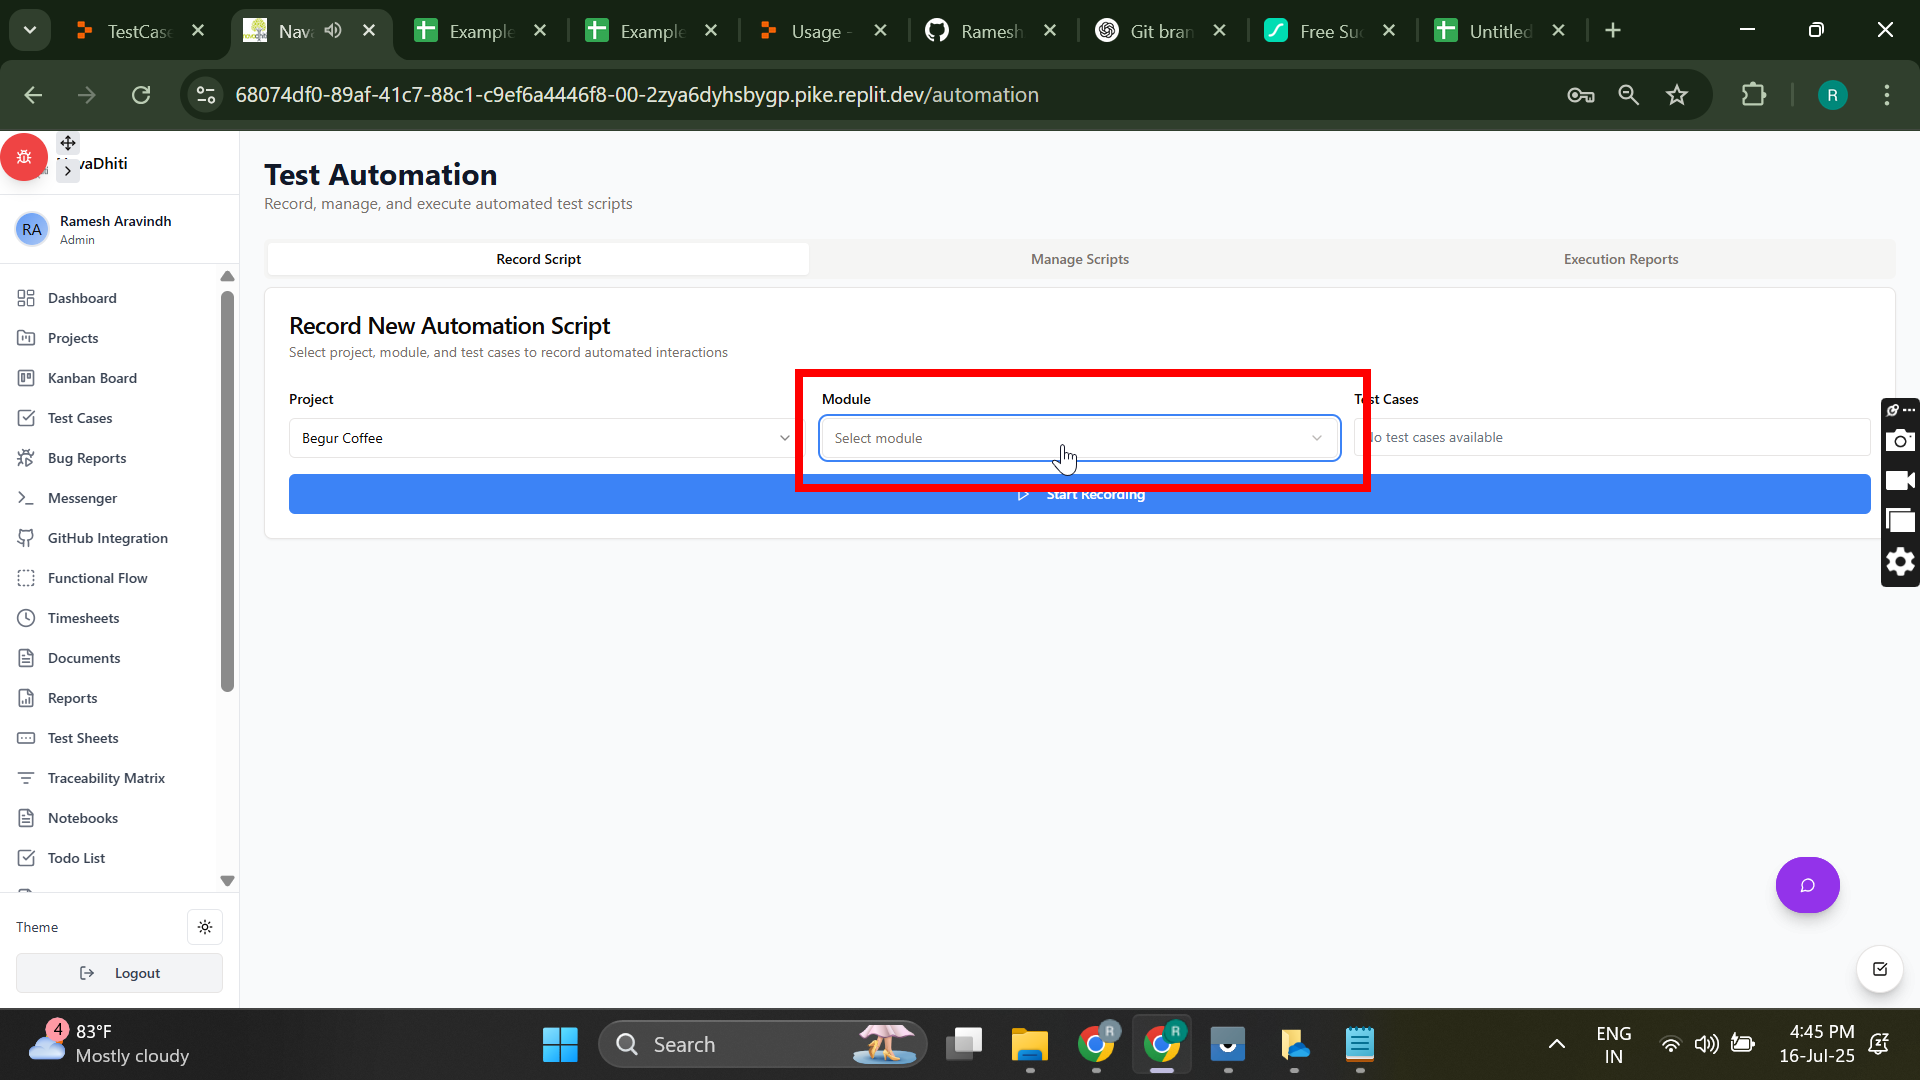 TestCase
Nav
Example
Example
Usage -
Ramesh
Git bran
Free Su
Untitled
68074df0-89af-41c7-88c1-c9ef6a4446f8-00-2zya6dyhsbygp.pike.replit.dev/automation
R
vaDhiti
RA
Ramesh Aravindh
Admin
Dashboard
Projects
Kanban Board
Test Cases
Bug Reports
Messenger
GitHub Integration
Functional Flow
Timesheets
Documents
Reports
Test Sheets
Traceability Matrix
Notebooks
Todo List
Theme
Logout
Test Automation
Record, manage, and execute automated test scripts
Record Script
Manage Scripts
Execution Reports
Record New Automation Script
Select project, module, and test cases to record automated interactions
Project
Module
Test Cases
Begur Coffee
Select module
No test cases available
Start Recording
4
83°F
Mostly cloudy
Search
R
R
ENG
IN
4:45 PM
16-Jul-25